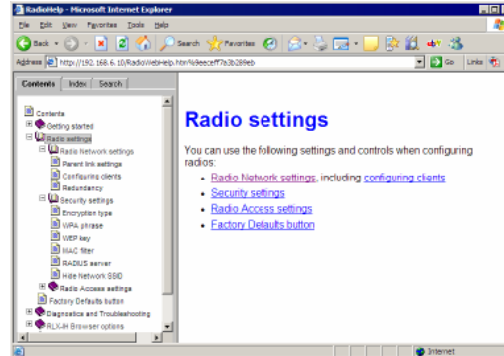 RadioHelp - Microsoft Internet Explorer
File Edit View Favorites Tools Help
Back Search Favorites
Address http://192.168.6.10/RadioWebHelp.htm Go Links
Contents Index Search
Contents
Getting started
Radio settings
Radio Network settings
Parent link settings
Configuring clients
Redundancy
Security settings
Encryption type
WPA phrase
WEP key
MAC filter
RADIUS server
Hide Network SSID
Radio Access settings
Factory Defaults button
Diagnostics and Troubleshooting
RLX-IH Browser options
Radio settings
You can use the following settings and controls when configuring
radios:
• Radio Network settings, including configuring clients
• Security settings
• Radio Access settings
• Factory Defaults button
Internet